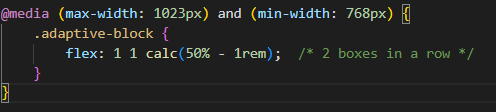 @media (max-width: 1023px) and (min-width: 768px) {
    .adaptive-block {
        flex: 1 1 calc(50% - 1rem);  /* 2 boxes in a row */
    }
}